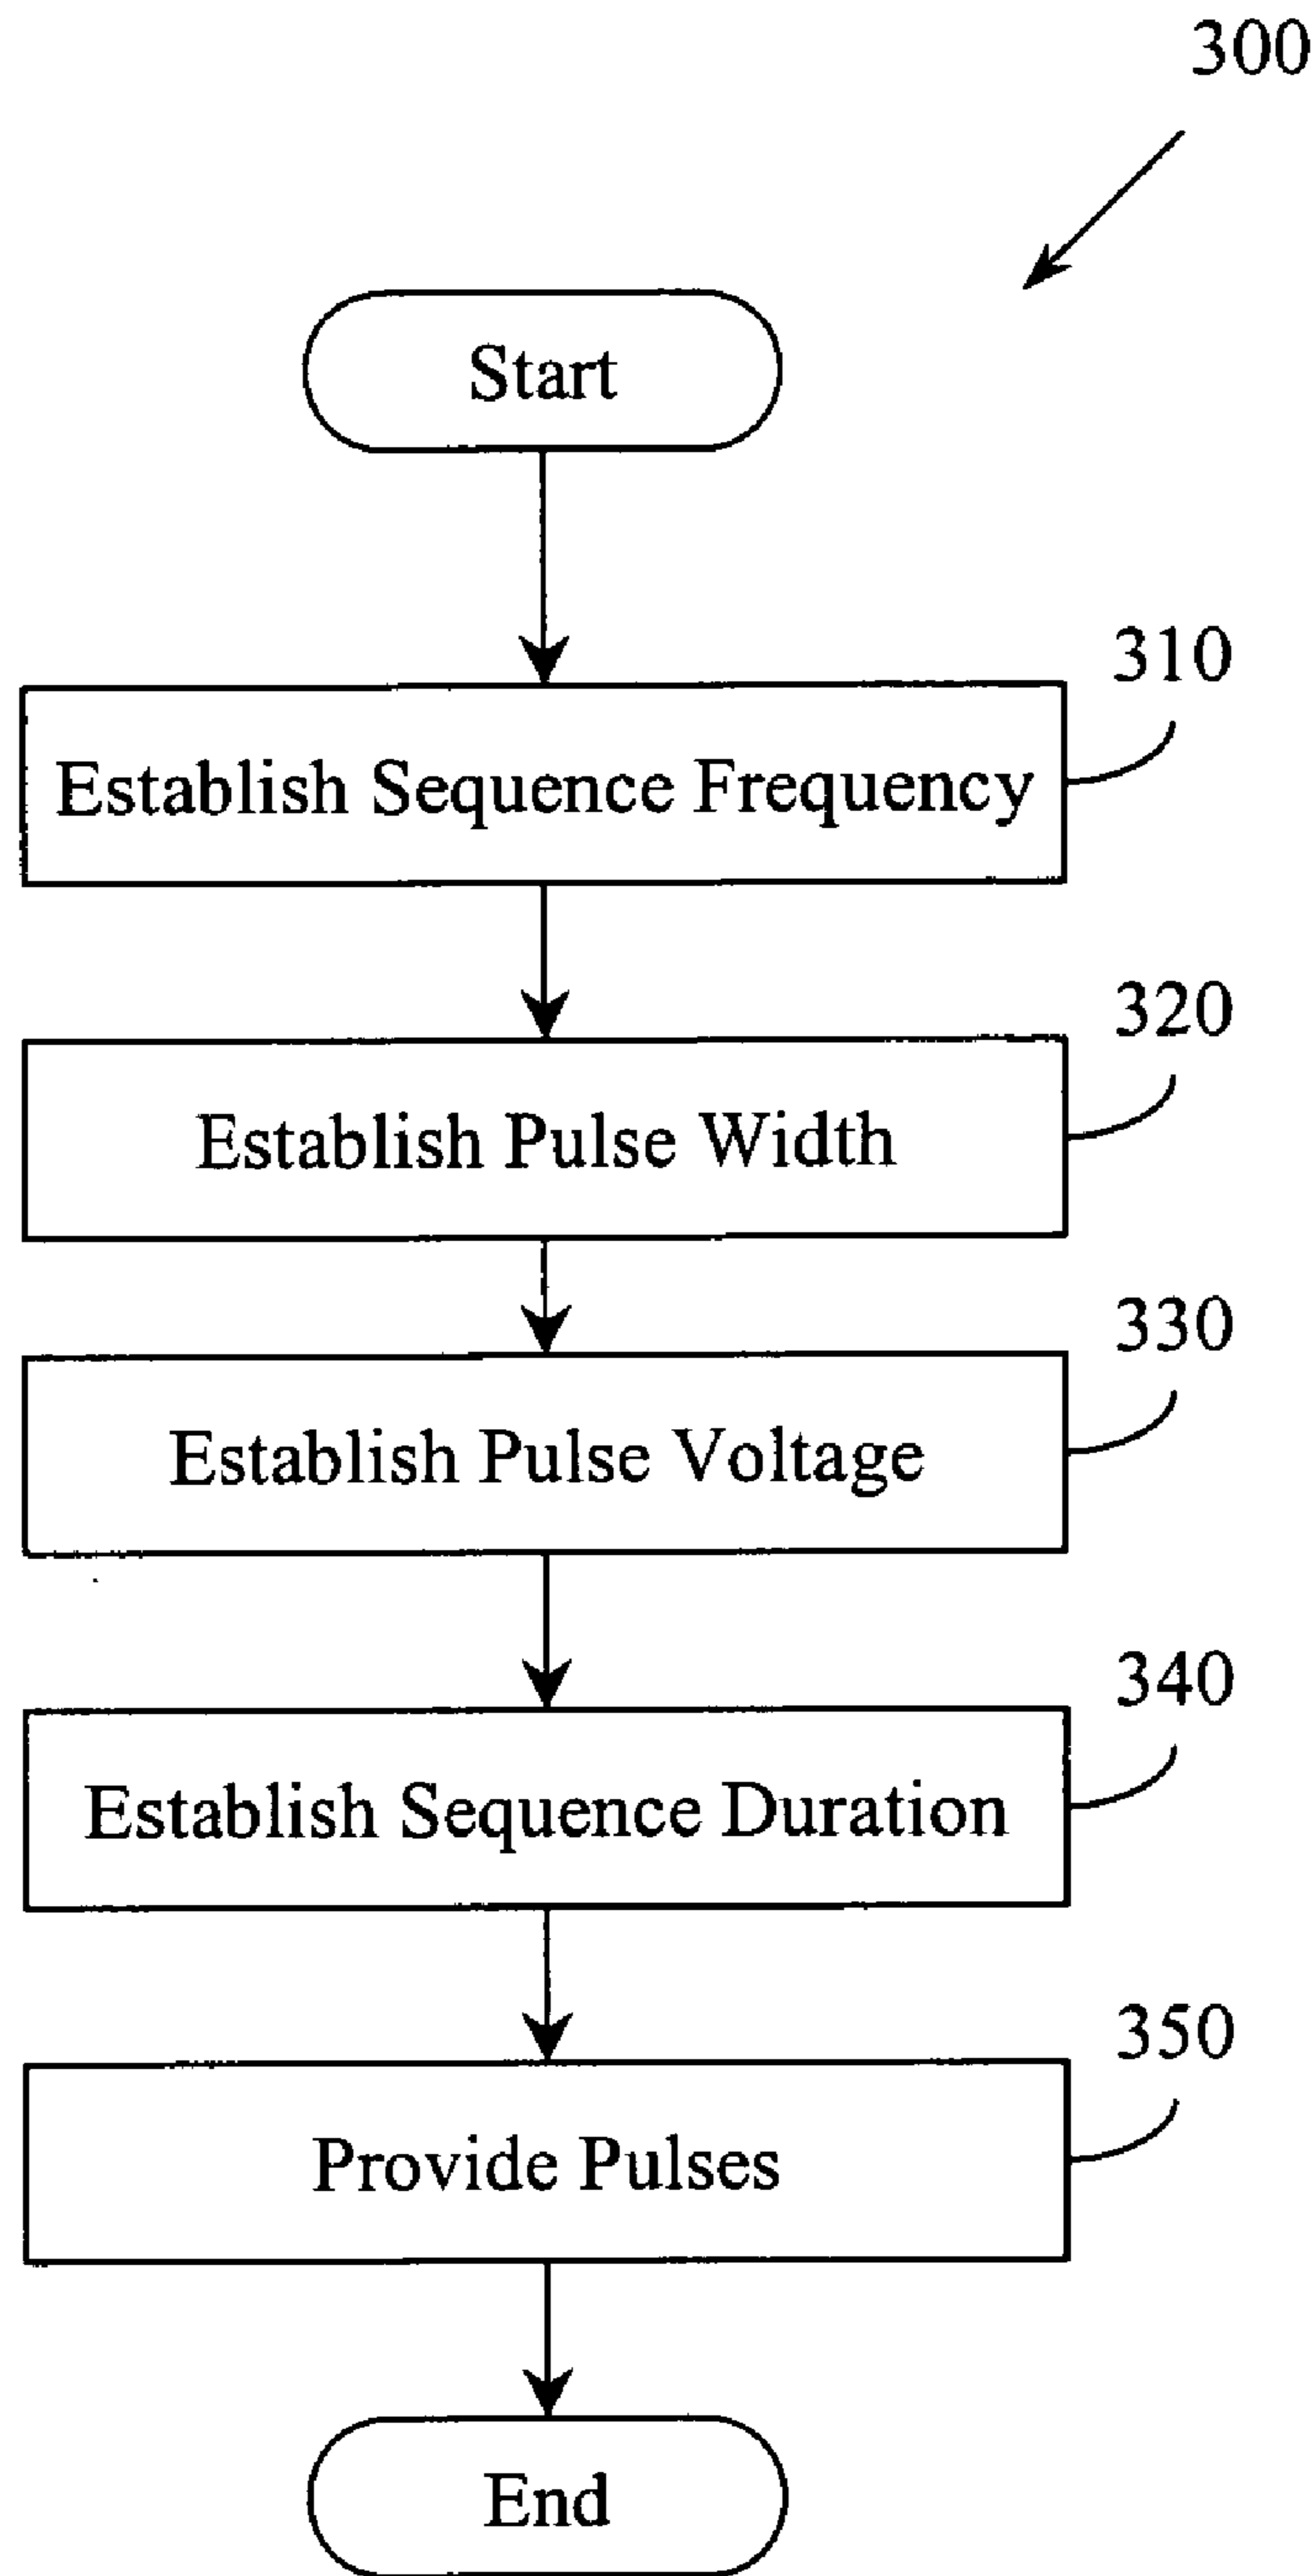 300
Start
310
Establish Sequence Frequency
320
Establish Pulse Width
330
Establish Pulse Voltage
340
Establish Sequence Duration
350
Provide Pulses
End